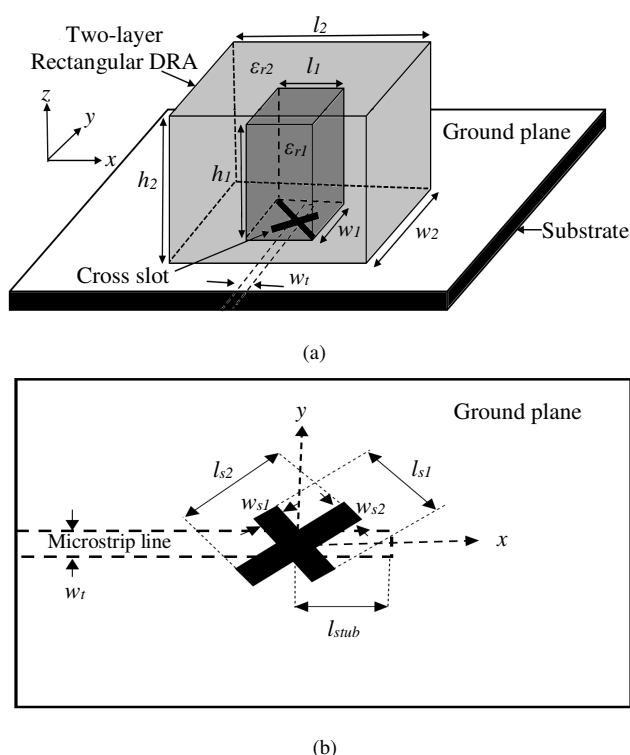 Two-layer
Rectangular DRA
l2
εr2
l1
z
y
x
Ground plane
εr1
h2
h1
w1
w2
Substrate
Cross slot
wt
(a)
y
Ground plane
ls2
ls1
ws1
ws2
Microstrip line
x
wt
lstub
(b)